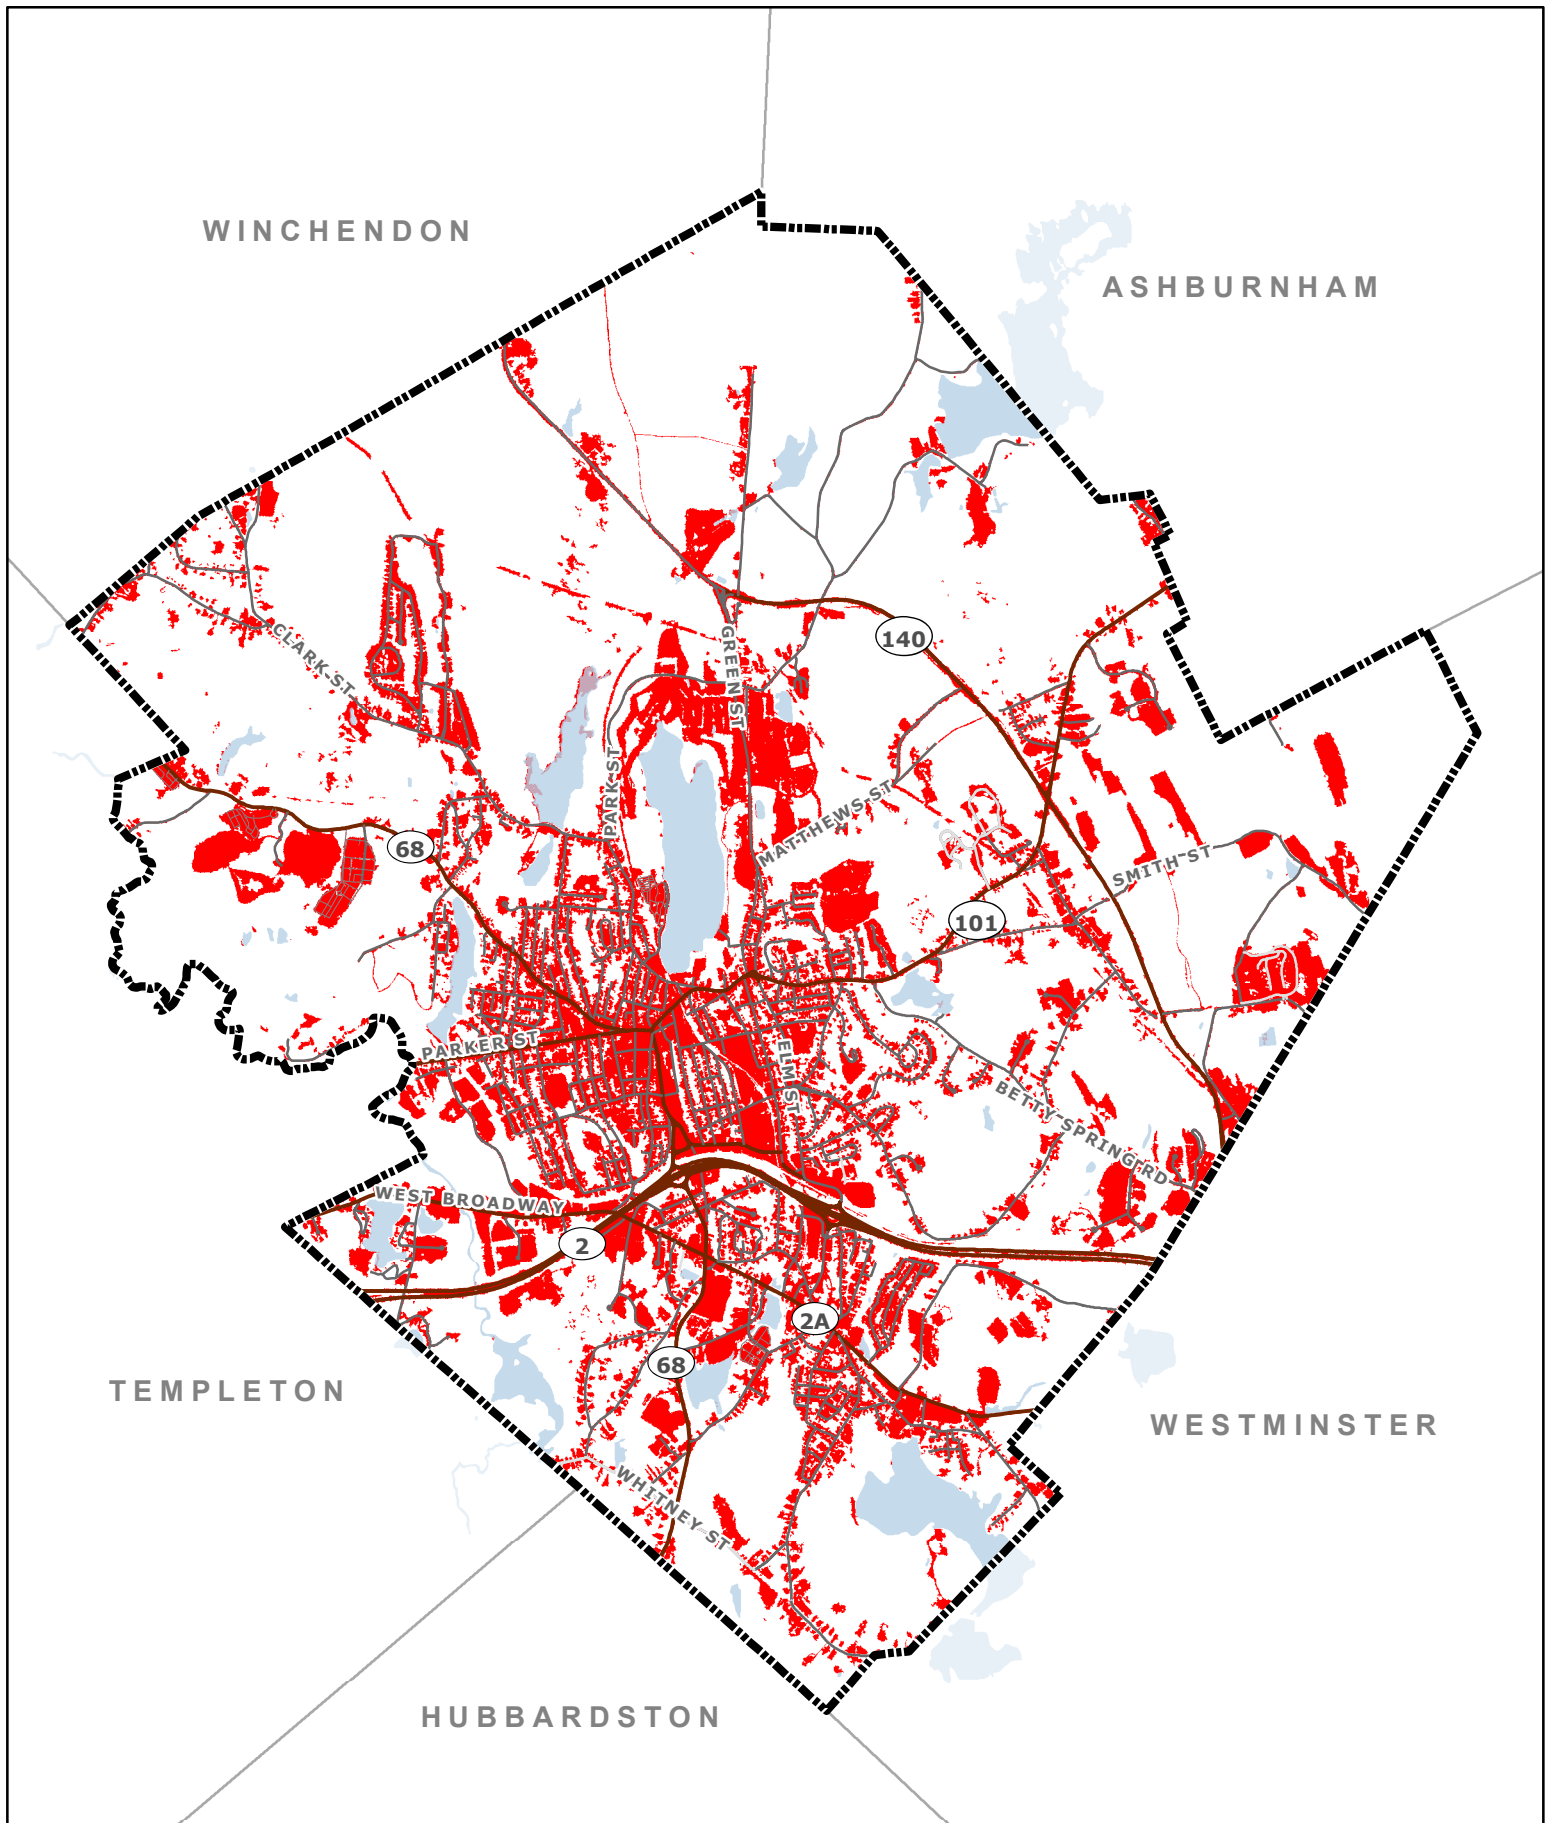 WINCHENDON
ASHBURNHAM
CLARK ST
GREEN ST
140
PARK ST
MATTHEWS ST
68
SMITH ST
101
PARKER ST
ELM ST
BETTY SPRING RD
WEST BROADWAY
2
2A
68
TEMPLETON
WESTMINSTER
WHITNEY ST
HUBBARDSTON